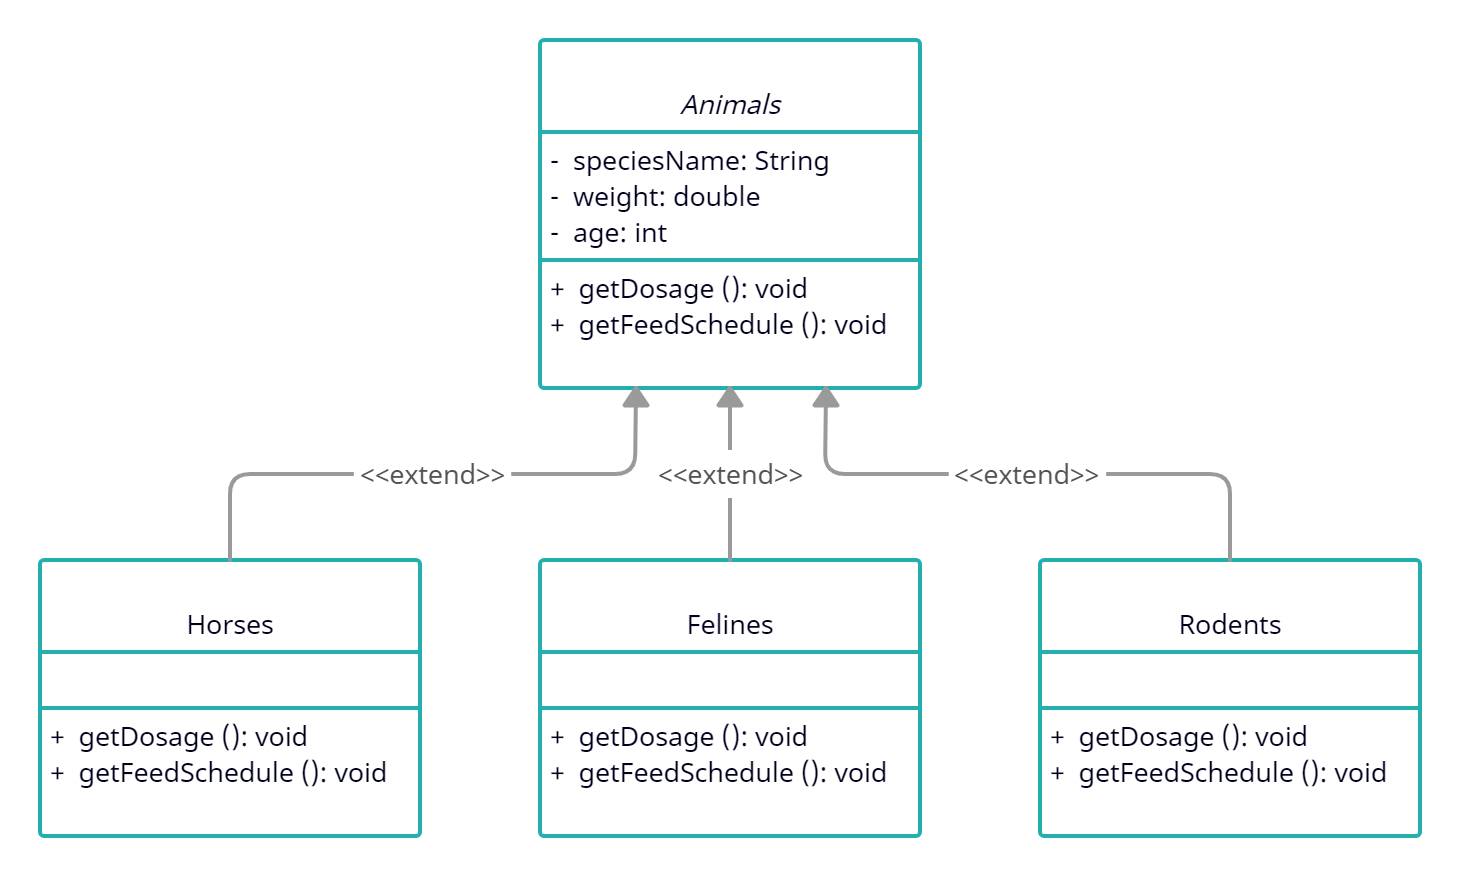 Animals
- speciesName: String
- weight: double
- age: int
+ getDosage (): void
+ getFeedSchedule (): void
<<extend>> <<extend>> <<extend>>
Horses
+ getDosage (): void
+ getFeedSchedule (): void
Felines
+ getDosage (): void
+ getFeedSchedule (): void
Rodents
+ getDosage (): void
+ getFeedSchedule (): void